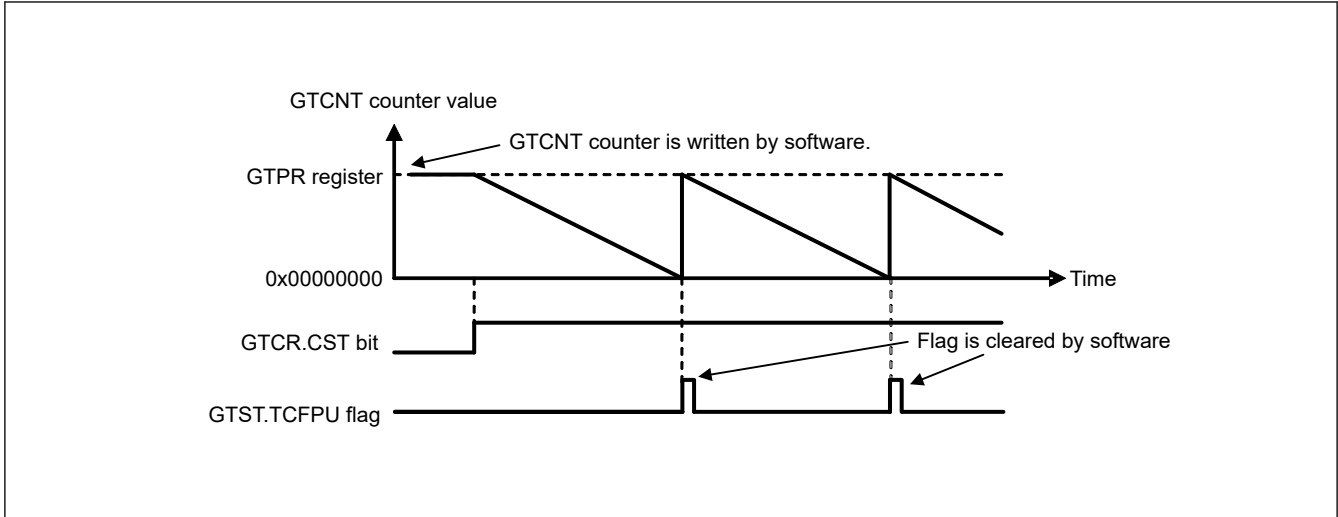 GTCNT counter value
GTCNT counter is written by software.
GTPR register
0x00000000
Time
GTCR.CST bit
Flag is cleared by software
GTST.TCFPU flag